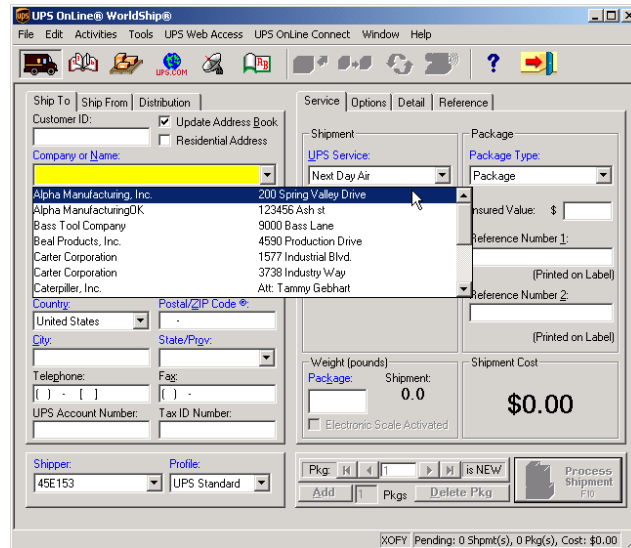 UPS OnLine® WorldShip®
File Edit Activities Tools UPS Web Access UPS OnLine Connect Window Help
UPS.COM
Ship To Ship From Distribution
Customer ID:
Update Address Book
Residential Address
Company or Name:
Alpha Manufacturing, Inc. 200 Spring Valley Drive
Alpha ManufacturingOK 123456 Ash st
Bass Tool Company 9000 Bass Lane
Beal Products, Inc. 4590 Production Drive
Carter Corporation 1577 Industrial Blvd.
Carter Corporation 3738 Industry Way
Caterpiller, Inc. Att: Tammy Gebhart
Country: Postal/ZIP Code ®:
United States -
City: State/Prov:
Telephone: Fax:
( ) - [ ] ( ) -
UPS Account Number: Tax ID Number:
Shipper: Profile:
45E153 UPS Standard
Service Options Detail Reference
Shipment
UPS Service:
Next Day Air
Package
Package Type:
Package
Insured Value: $
Reference Number 1:
(Printed on Label)
Reference Number 2:
(Printed on Label)
Weight (pounds)
Package: Shipment:
0.0
Electronic Scale Activated
Shipment Cost
$0.00
Pkg: 1 is NEW
Add 1 Pkgs Delete Pkg
Process
Shipment
F10
XOFY Pending: 0 Shpmt(s), 0 Pkg(s), Cost: $0.00